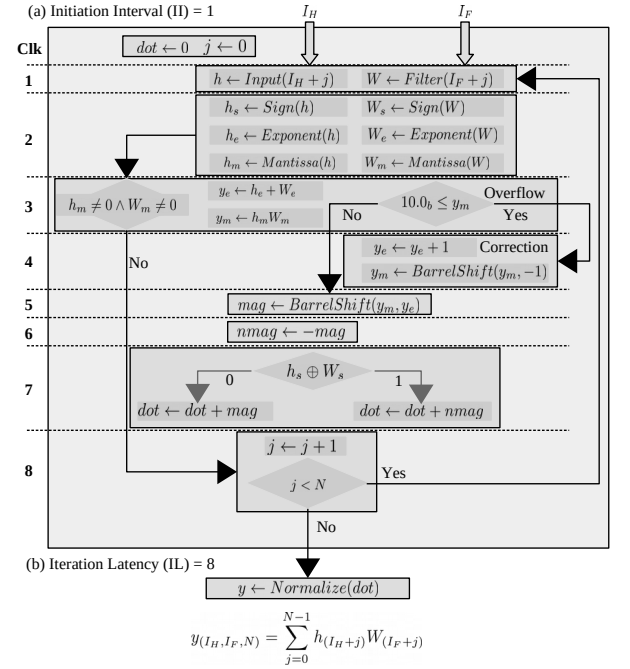 (a) Initiation Interval (II) = 1
I_H I_F
Clk
dot ← 0 j ← 0
1
h ← Input(I_H + j) W ← Filter(I_F + j)
2
h_s ← Sign(h) W_s ← Sign(W)
h_e ← Exponent(h) W_e ← Exponent(W)
h_m ← Mantissa(h) W_m ← Mantissa(W)
3
h_m ≠ 0 ∧ W_m ≠ 0
y_e ← h_e + W_e
y_m ← h_m W_m
10.0_b ≤ y_m
Overflow
No Yes
4
No
y_e ← y_e + 1 Correction
y_m ← BarrelShift(y_m, −1)
5
mag ← BarrelShift(y_m, y_e)
6
nmag ← −mag
7
h_s ⊕ W_s
0 1
dot ← dot + mag dot ← dot + nmag
8
j ← j + 1
j < N
Yes
No
(b) Iteration Latency (IL) = 8
y ← Normalize(dot)
y_{(I_H,I_F,N)} = \sum_{j=0}^{N−1} h_{(I_H+j)} W_{(I_F+j)}